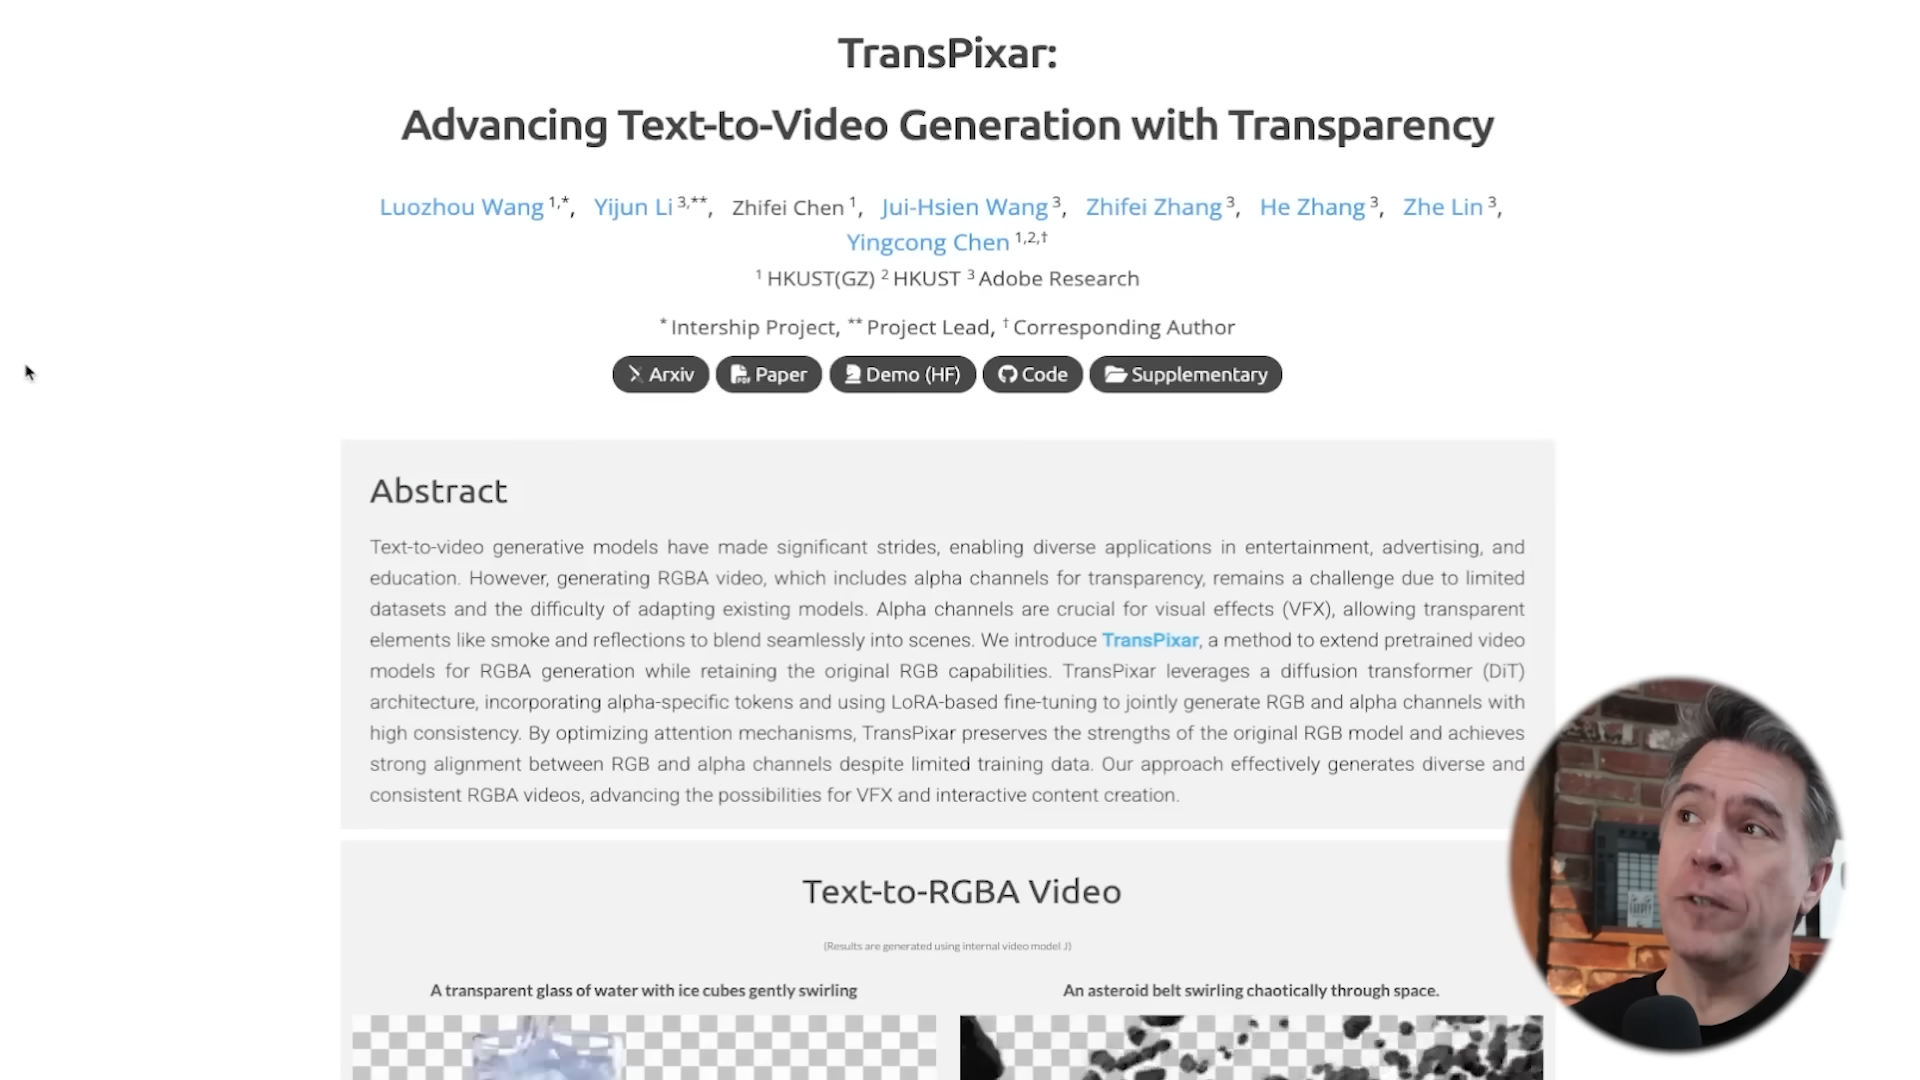 TransPixar:
Advancing Text-to-Video Generation with Transparency
Luozhou Wang 1,*, Yijun Li 3,**, Zhifei Chen 1, Jui-Hsien Wang 3, Zhifei Zhang 3, He Zhang 3, Zhe Lin 3,
Yingcong Chen 1,2,†
1 HKUST(GZ) 2 HKUST 3 Adobe Research
* Intership Project, ** Project Lead, † Corresponding Author
Arxiv Paper Demo (HF) Code Supplementary
Abstract
Text-to-video generative models have made significant strides, enabling diverse applications in entertainment, advertising, and
education. However, generating RGBA video, which includes alpha channels for transparency, remains a challenge due to limited
datasets and the difficulty of adapting existing models. Alpha channels are crucial for visual effects (VFX), allowing transparent
elements like smoke and reflections to blend seamlessly into scenes. We introduce TransPixar, a method to extend pretrained video
models for RGBA generation while retaining the original RGB capabilities. TransPixar leverages a diffusion transformer (DiT)
architecture, incorporating alpha-specific tokens and using LoRA-based fine-tuning to jointly generate RGB and alpha channels with
high consistency. By optimizing attention mechanisms, TransPixar preserves the strengths of the original RGB model and achieves
strong alignment between RGB and alpha channels despite limited training data. Our approach effectively generates diverse and
consistent RGBA videos, advancing the possibilities for VFX and interactive content creation.
Text-to-RGBA Video
(Results are generated using internal video model J)
A transparent glass of water with ice cubes gently swirling
An asteroid belt swirling chaotically through space.